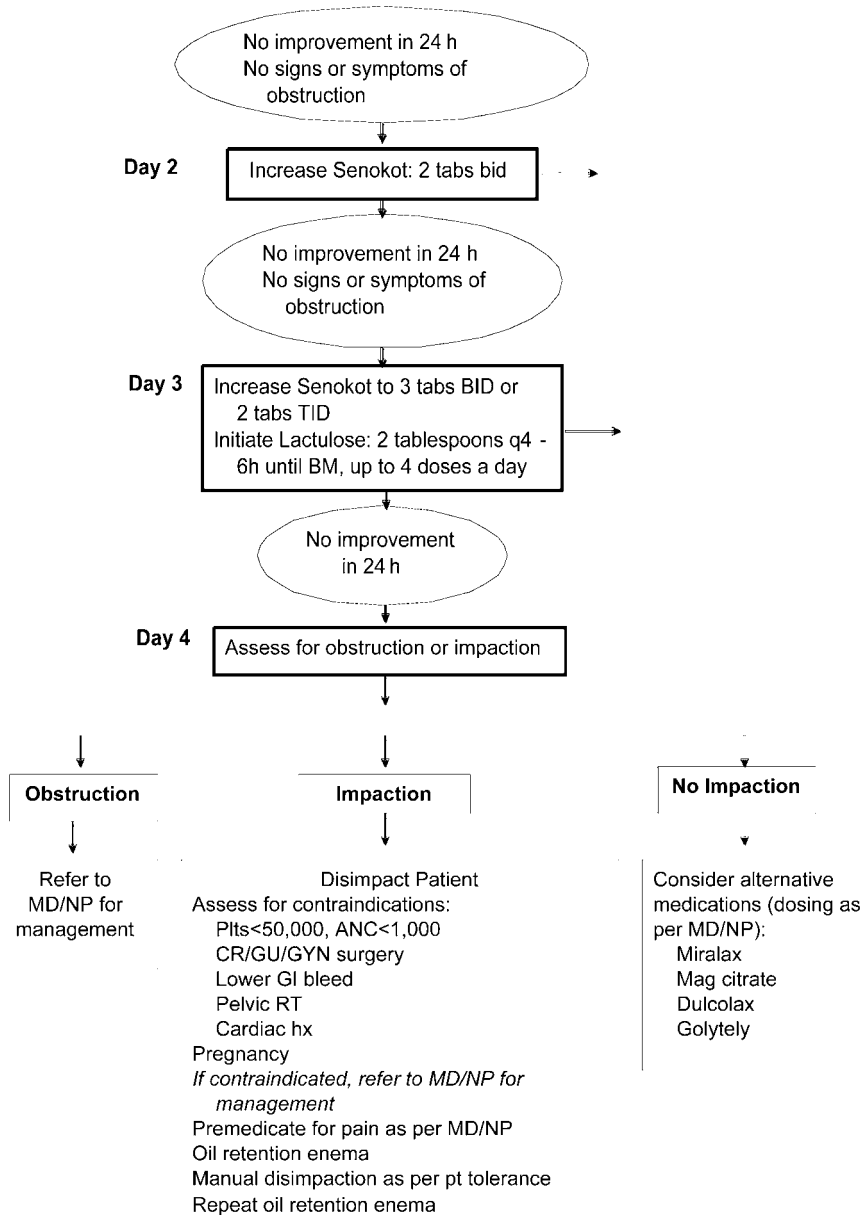 No improvement in 24 h
No signs or symptoms of
obstruction
Day 2
Increase Senokot: 2 tabs bid
No improvement in 24 h
No signs or symptoms of
obstruction
Day 3
Increase Senokot to 3 tabs BID or
2 tabs TID
Initiate Lactulose: 2 tablespoons q4 -
6h until BM, up to 4 doses a day
No improvement
in 24 h
Day 4
Assess for obstruction or impaction
Obstruction
Refer to
MD/NP for
management
Impaction
Disimpact Patient
Assess for contraindications:
Plts<50,000, ANC<1,000
CR/GU/GYN surgery
Lower GI bleed
Pelvic RT
Cardiac hx
Pregnancy
If contraindicated, refer to MD/NP for
management
Premedicate for pain as per MD/NP
Oil retention enema
Manual disimpaction as per pt tolerance
Repeat oil retention enema
No Impaction
Consider alternative
medications (dosing as
per MD/NP):
Miralax
Mag citrate
Dulcolax
Golytely